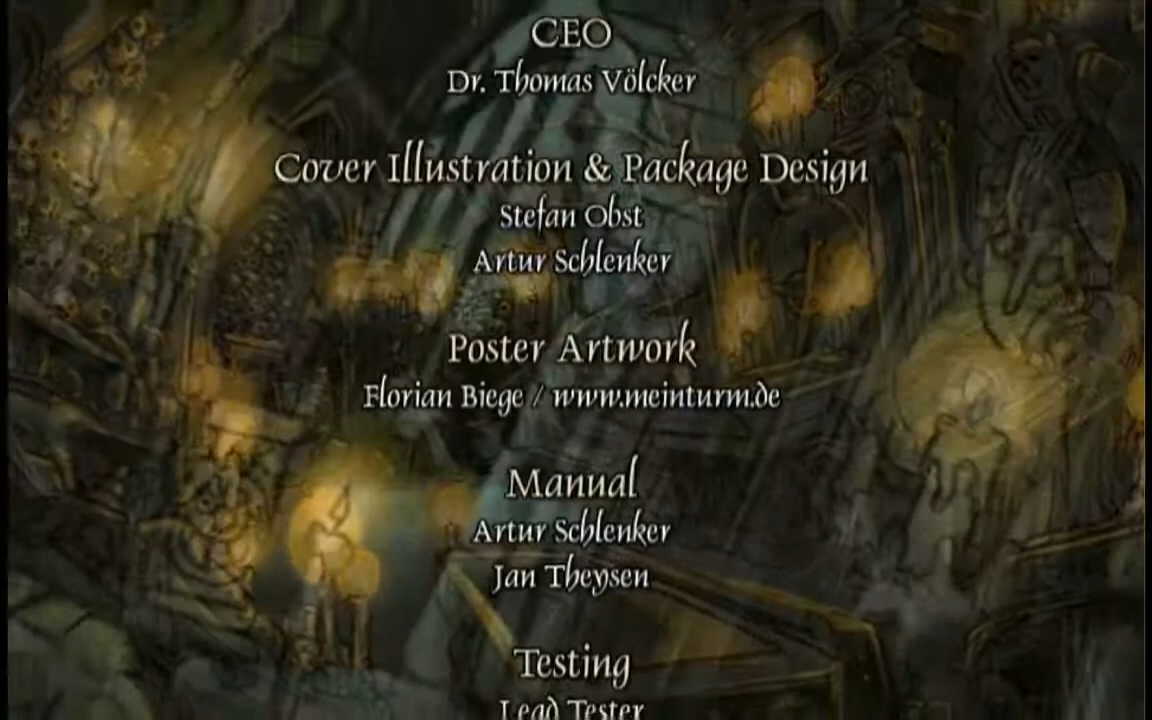 CEO
Dr. Thomas Völcker
Cover Illustration & Package Design
Stefan Obst
Artur Schlenker
Poster Artwork
Florian Biege / www.meinturm.de
Manual
Artur Schlenker
Jan Theysen
Testing
Lead Tester